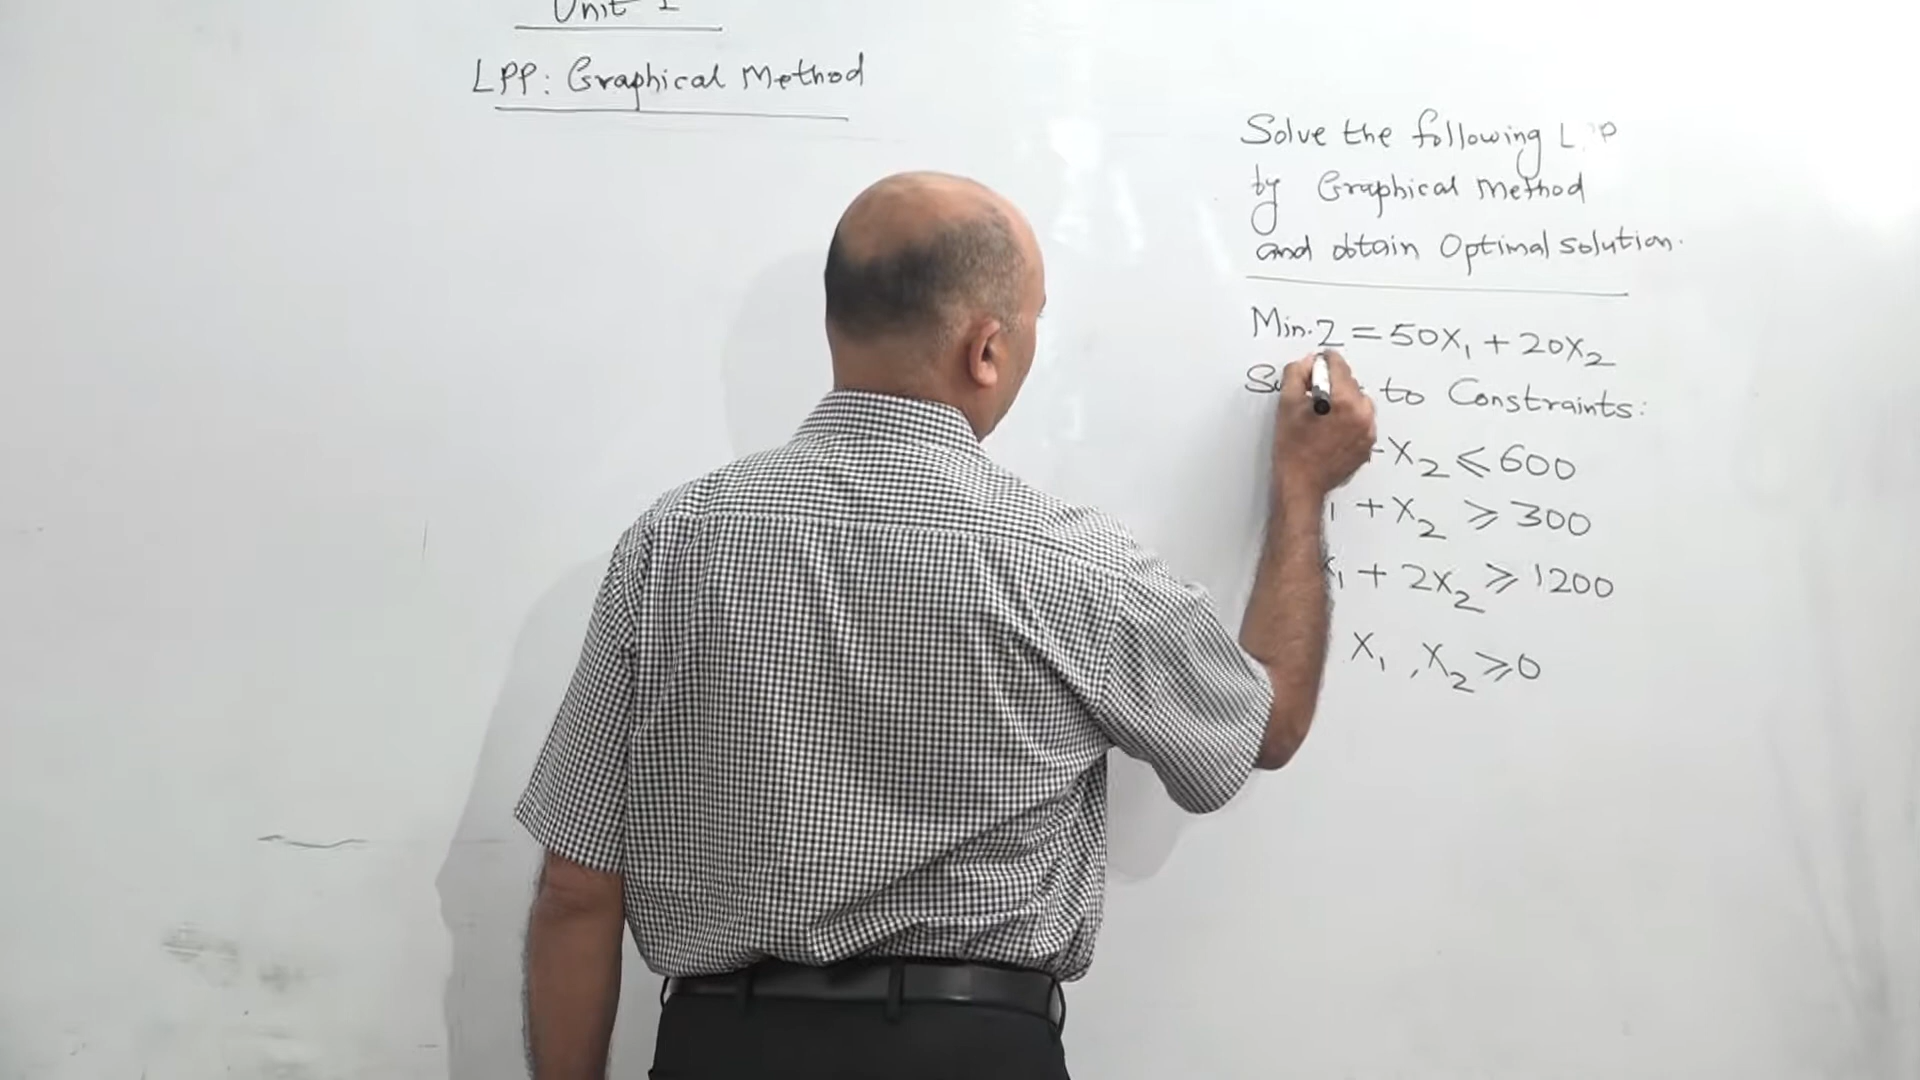 Unit I
LPP: Graphical Method
Solve the following L P
by Graphical Method
and obtain Optimal solution.
Min. Z = 50X₁ + 20X₂
to Constraints:
X₂ ⩽ 600
+ X₂ ⩾ 300
+ 2X₂ ⩾ 1200
X₁, X₂ ⩾ 0